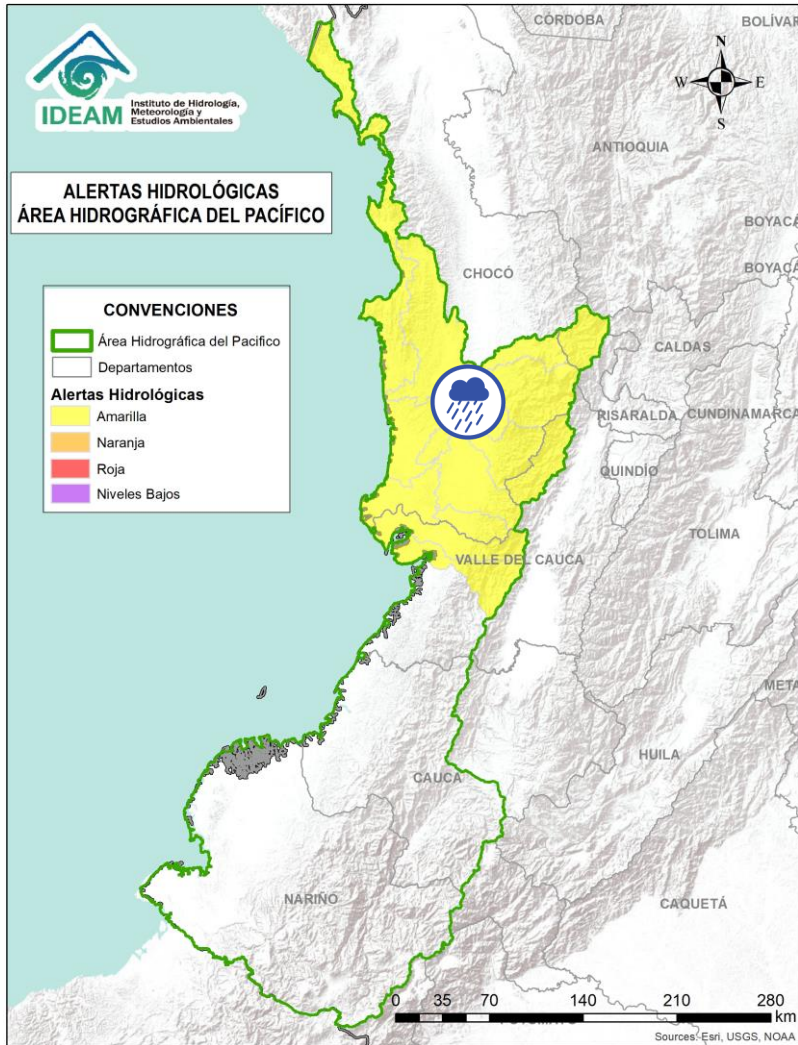 CÓRDOBA
BOLÍVAR
N
W E
S
IDEAM
Instituto de Hidrología,
Meteorología y
Estudios Ambientales
ANTIOQUIA
ALERTAS HIDROLÓGICAS
ÁREA HIDROGRÁFICA DEL PACÍFICO
BOYACÁ
BOYACÁ
CHOCÓ
CONVENCIONES
Área Hidrográfica del Pacifico
Departamentos
Alertas Hidrológicas
Amarilla
Naranja
Roja
Niveles Bajos
CALDAS
RISARALDA
CUNDINAMARCA
QUINDÍO
TOLIMA
VALLE DEL CAUCA
META
HUILA
CAUCA
NARIÑO
CAQUETÁ
0 35 70 140 210 280
km
Sources: Esri, USGS, NOAA